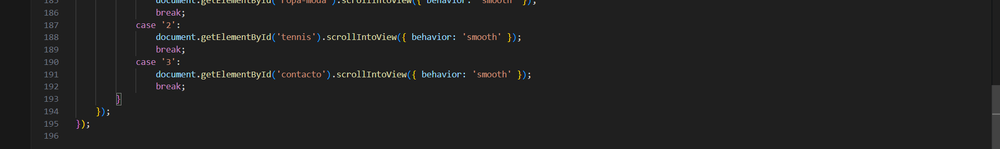 185 document.getElementById('ropa-moda').scrollIntoView({ behavior: 'smooth' });
186 break;
187 case '2':
188 document.getElementById('tennis').scrollIntoView({ behavior: 'smooth' });
189 break;
190 case '3':
191 document.getElementById('contacto').scrollIntoView({ behavior: 'smooth' });
192 break;
193 }
194 });
195 });
196